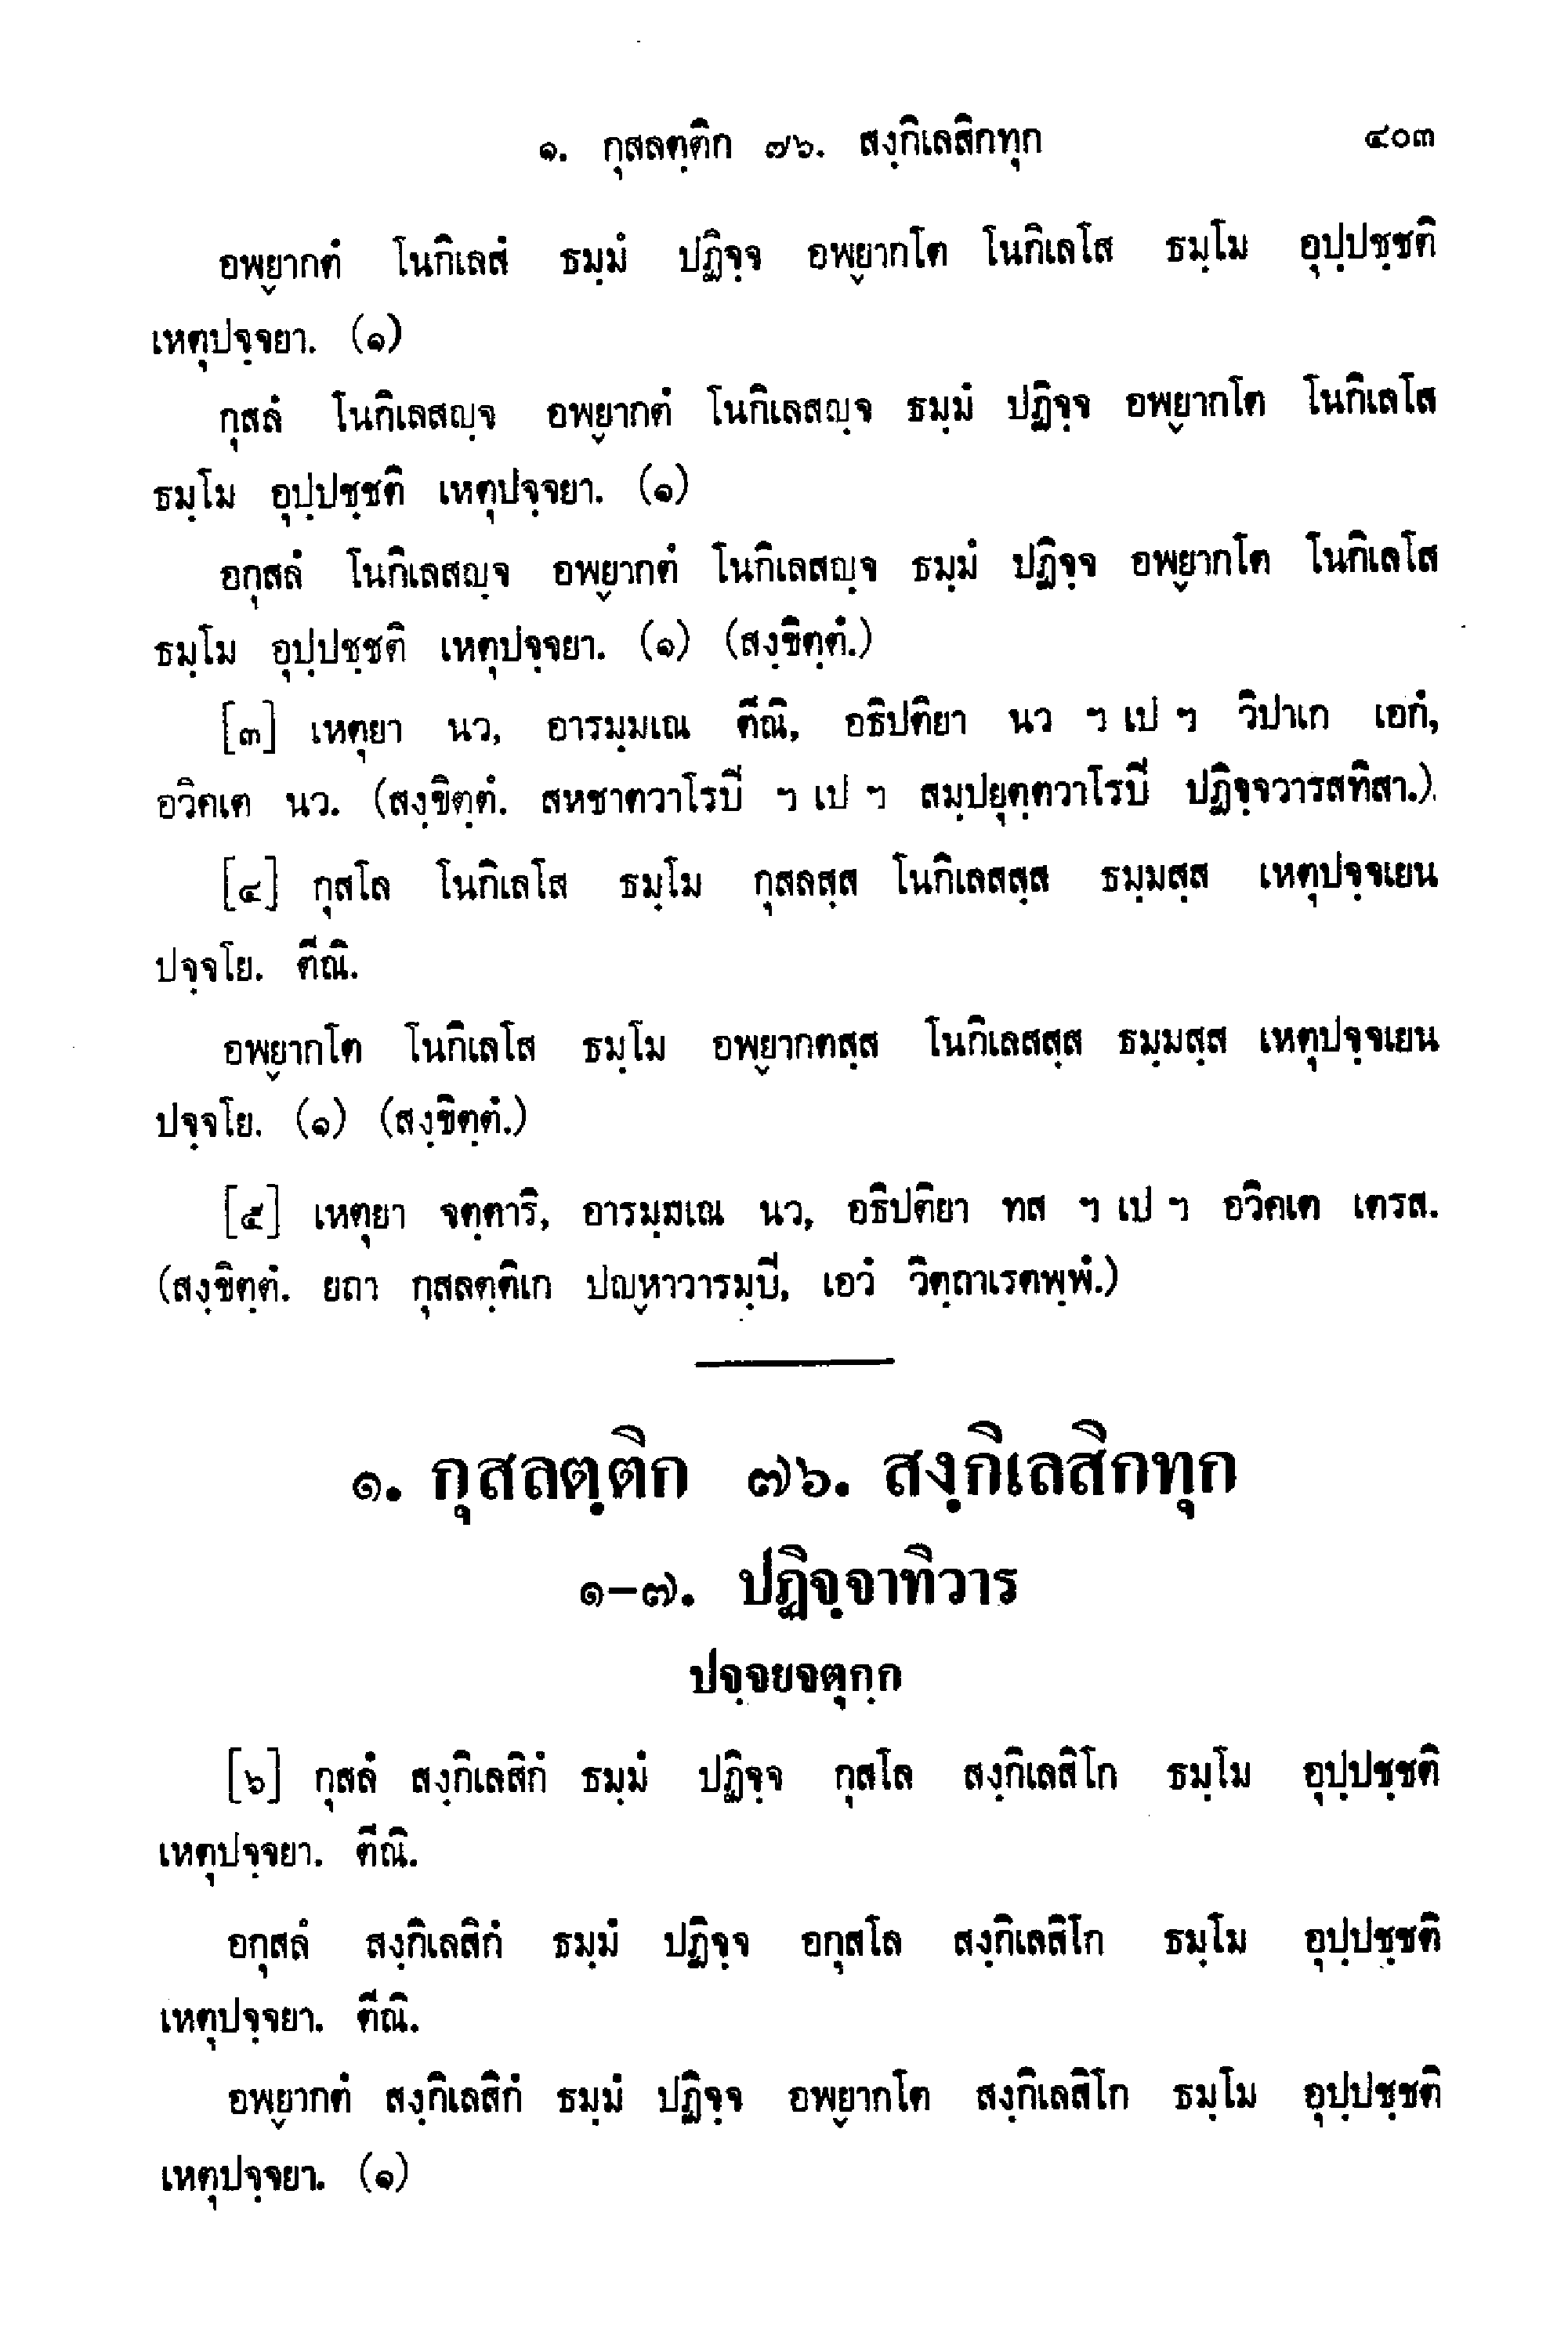 ๑. กุสลตฺติก ๗๖. สงฺกิเลสิกทุก ๔๐๓
อพฺยากตํ โนกิเลสํ ธมฺมํ ปฏิจฺจ อพฺยากโต โนกิเลโส ธมฺโม อุปฺปชฺชติ
เหตุปจฺจยา. (๑)
กุสลํ โนกิเลสญฺจ อพฺยากตํ โนกิเลสญฺจ ธมฺมํ ปฏิจฺจ อพฺยากโต โนกิเลโส
ธมฺโม อุปฺปชฺชติ เหตุปจฺจยา. (๑)
อกุสลํ โนกิเลสญฺจ อพฺยากตํ โนกิเลสญฺจ ธมฺมํ ปฏิจฺจ อพฺยากโต โนกิเลโส
ธมฺโม อุปฺปชฺชติ เหตุปจฺจยา. (๑) (สงฺขิตฺตํ.)
[๓] เหตุยา นว, อารมฺมเณ ตีณิ, อธิปติยา นว ฯ เป ฯ วิปาเก เอกํ,
อวิคเต นว. (สงฺขิตฺตํ. สหชาตวาโรปิ ฯ เป ฯ สมฺปยุตฺตวาโรปิ ปฏิจฺจวารสทิสา.)
[๔] กุสโล โนกิเลโส ธมฺโม กุสลสฺส โนกิเลสสฺส ธมฺมสฺส เหตุปจฺจเยน
ปจฺจโย. ตีณิ.
อพฺยากโต โนกิเลโส ธมฺโม อพฺยากตสฺส โนกิเลสสฺส ธมฺมสฺส เหตุปจฺจเยน
ปจฺจโย. (๑) (สงฺขิตฺตํ.)
[๕] เหตุยา จตฺตาริ, อารมฺมเณ นว, อธิปติยา ทส ฯ เป ฯ อวิคเต เตรส.
(สงฺขิตฺตํ. ยถา กุสลตฺติเก ปญฺหาวารมฺปิ, เอวํ วิตฺถาเรตพฺพํ.)
๑. กุสลตฺติก ๗๖. สงฺกิเลสิกทุก
๑-๗. ปฏิจฺจาทิวาร
ปจฺจยจตุกฺก
[๖] กุสลํ สงฺกิเลสิกํ ธมฺมํ ปฏิจฺจ กุสโล สงฺกิเลสิโก ธมฺโม อุปฺปชฺชติ
เหตุปจฺจยา. ตีณิ.
อกุสลํ สงฺกิเลสิกํ ธมฺมํ ปฏิจฺจ อกุสโล สงฺกิเลสิโก ธมฺโม อุปฺปชฺชติ
เหตุปจฺจยา. ตีณิ.
อพฺยากตํ สงฺกิเลสิกํ ธมฺมํ ปฏิจฺจ อพฺยากโต สงฺกิเลสิโก ธมฺโม อุปฺปชฺชติ
เหตุปจฺจยา. (๑)